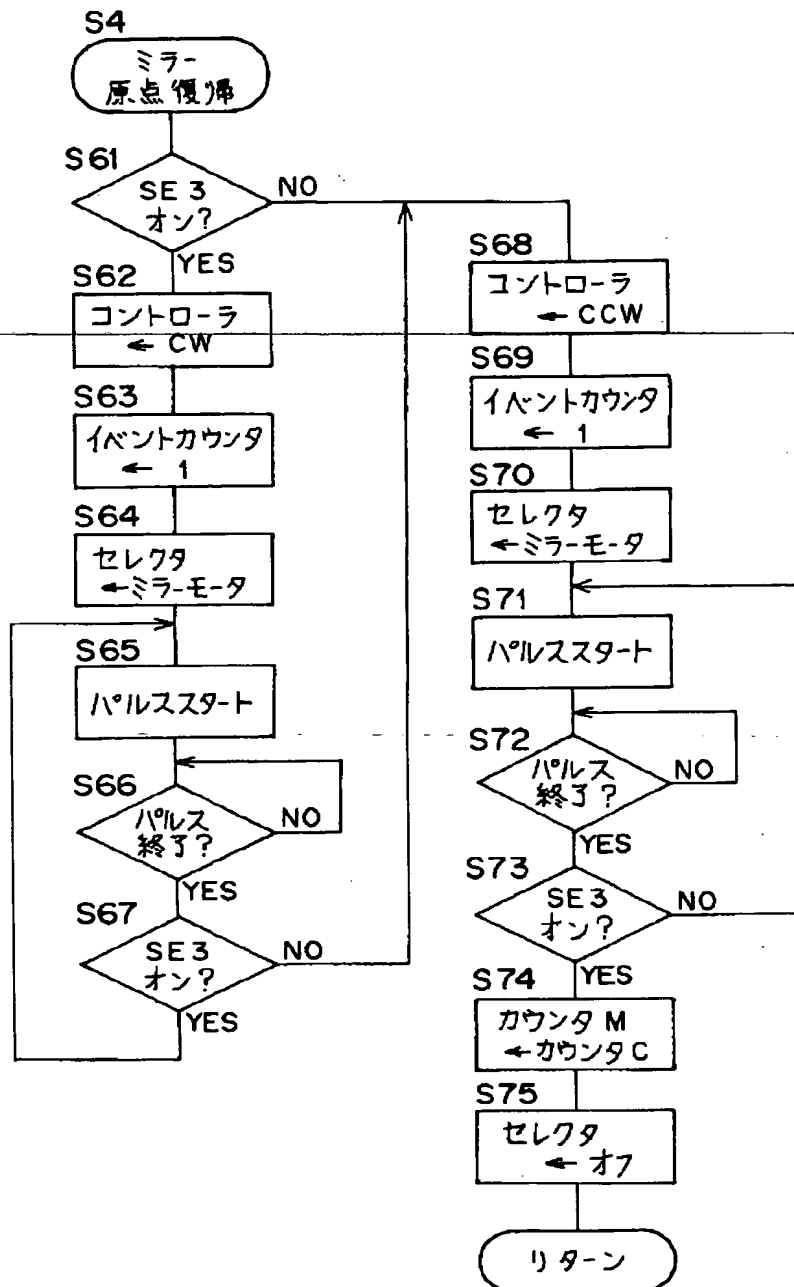 S4
ミラー
原点復帰
S61
SE3
オン?
NO
YES
S62
コントローラ
← CW
S63
イベントカウンタ
← 1
S64
セレクタ
←ミラーモータ
S65
パルススタート
S66
パルス
終了?
NO
YES
S67
SE3
オン?
NO
YES
S68
コントローラ
← CCW
S69
イベントカウンタ
← 1
S70
セレクタ
←ミラーモータ
S71
パルススタート
S72
パルス
終了?
NO
YES
S73
SE3
オン?
NO
YES
S74
カウンタ M
←カウンタ C
S75
セレクタ
← オフ
リターン